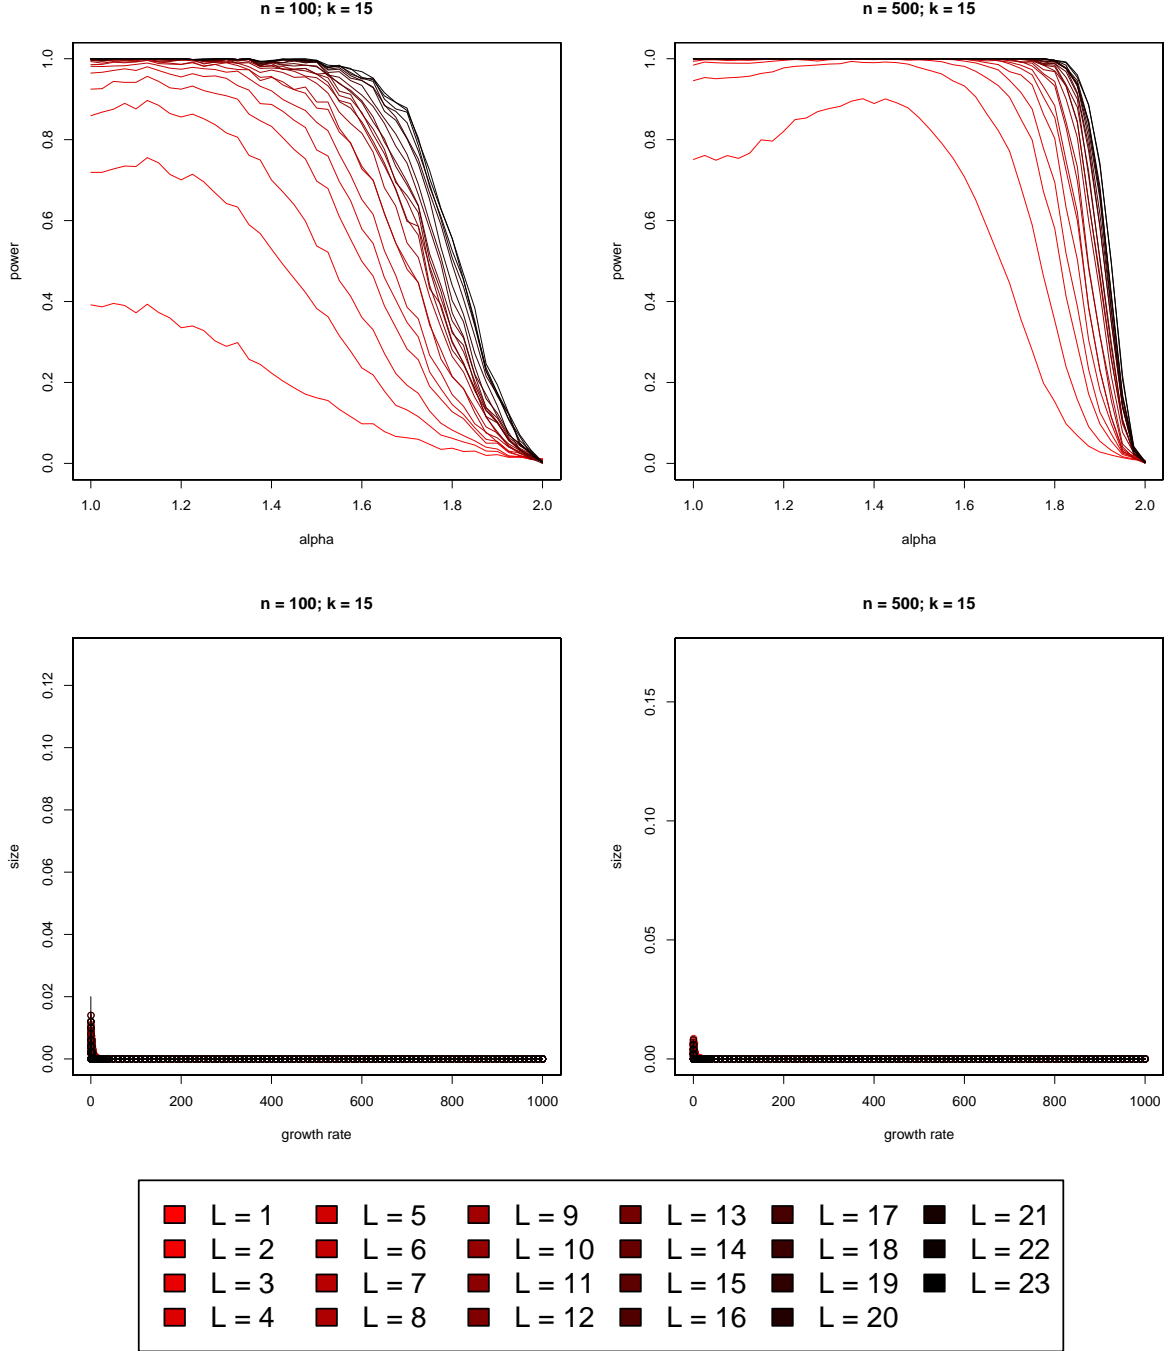 n = 100; k = 15
n = 500; k = 15
power
1.0
0.8
0.6
0.4
0.2
0.0
1.0 1.2 1.4 1.6 1.8 2.0
alpha
power
1.0
0.8
0.6
0.4
0.2
0.0
1.0 1.2 1.4 1.6 1.8 2.0
alpha
n = 100; k = 15
n = 500; k = 15
size
0.12
0.10
0.08
0.06
0.04
0.02
0.00
0 200 400 600 800 1000
growth rate
size
0.15
0.10
0.05
0.00
0 200 400 600 800 1000
growth rate
L = 1 L = 5 L = 9 L = 13 L = 17 L = 21
L = 2 L = 6 L = 10 L = 14 L = 18 L = 22
L = 3 L = 7 L = 11 L = 15 L = 19 L = 23
L = 4 L = 8 L = 12 L = 16 L = 20